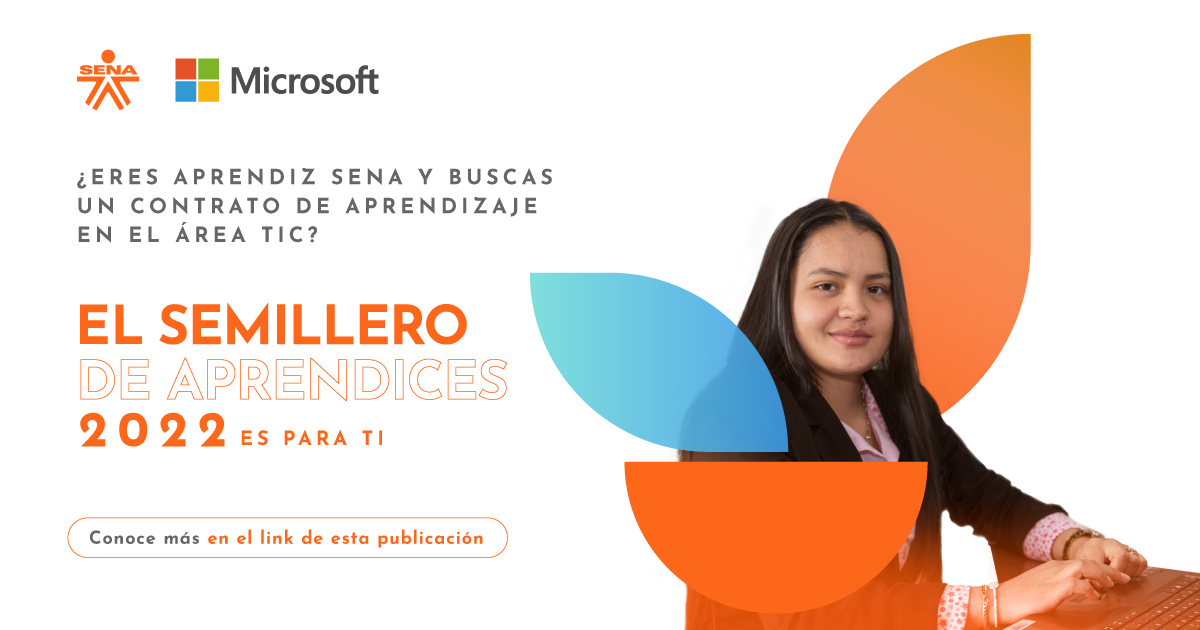 SENA
Microsoft
¿ERES APRENDIZ SENA Y BUSCAS
UN CONTRATO DE APRENDIZAJE
EN EL ÁREA TIC?
EL SEMILLERO
DE APRENDICES
2022 ES PARA TI
Conoce más en el link de esta publicación